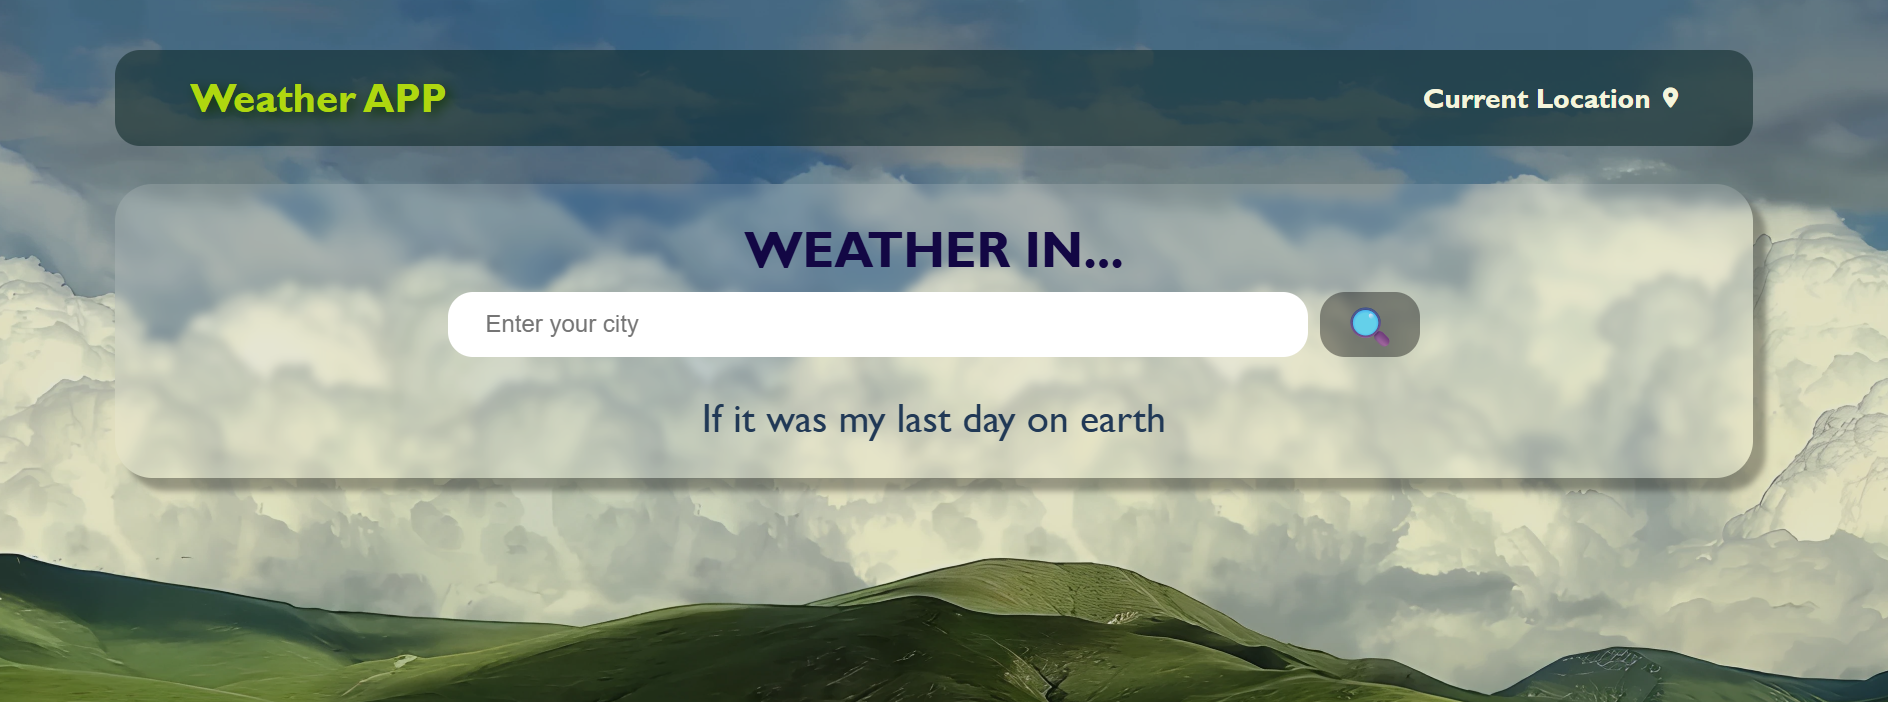 Weather APP
Current Location
WEATHER IN...
Enter your city
If it was my last day on earth